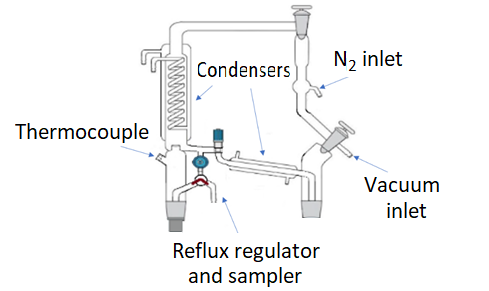 N₂ inlet
Condensers
Thermocouple
Vacuum
inlet
Reflux regulator
and sampler